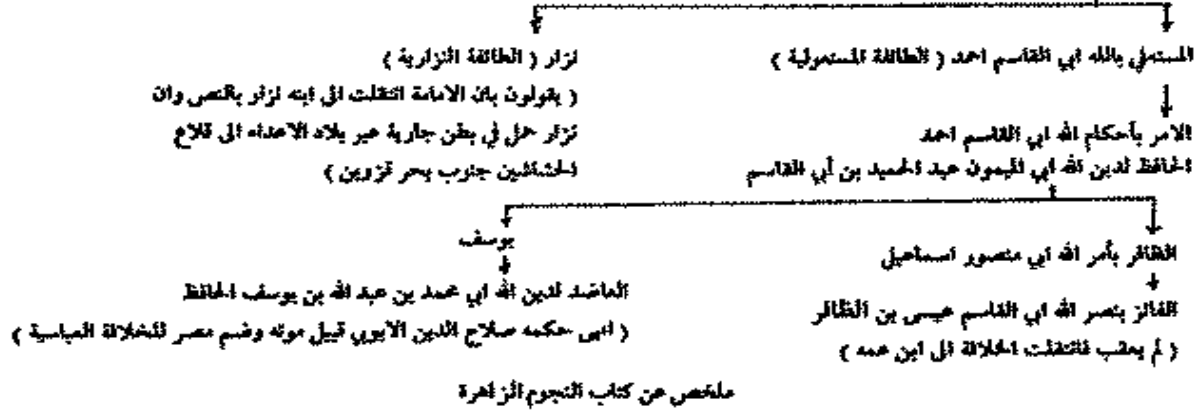 المستعلي بالله ابي القاسم احمد ( الطائفة المستعولية )
نزار ( الطائفة النزارية )
( يقولون بان الامامة انتقلت الى ابنه نزار بالنص وان
نزار حمل في بطن جارية عبر بلاد الاعداء الى قلاع
الحشاشين جنوب بحر قزوين )
الامر بأحكام الله ابي القاسم احمد
الحافظ لدين الله ابي الميمون عبد الحميد بن أبي القاسم
الظافر بأمر الله ابي منصور اسماعيل
الفائز بنصر الله ابي القاسم عيسى بن الظافر
( لم يعقب فانتقلت الخلافة الى ابن عمه )
يوسف
العاضد لدين الله ابي محمد بن عبد الله بن يوسف الحافظ
( انهى حكمه صلاح الدين الايوبي قبيل موته وضم مصر للخلافة العباسية )
ملخص عن كتاب النجوم الزاهرة